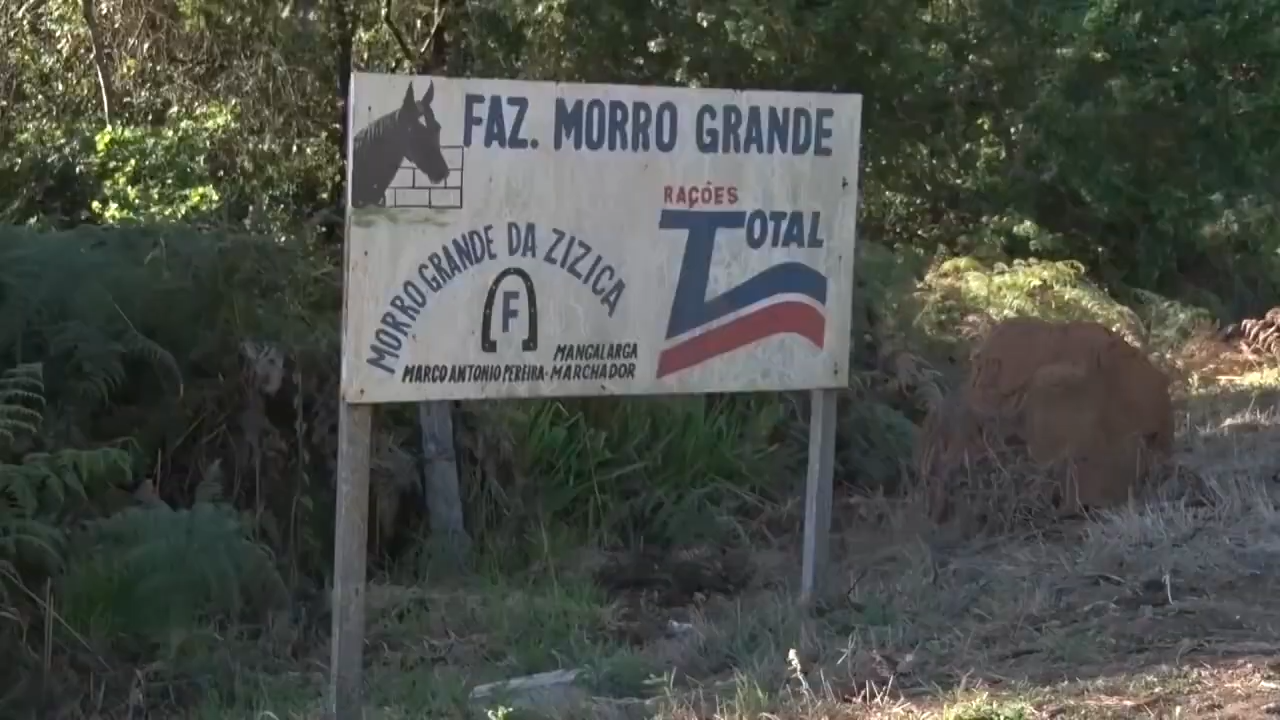 FAZ. MORRO GRANDE
RAÇÕES
TOTAL
MORRO GRANDE DA ZIZICA
F
MANGALARGA
MARCO ANTONIO PEREIRA - MARCHADOR